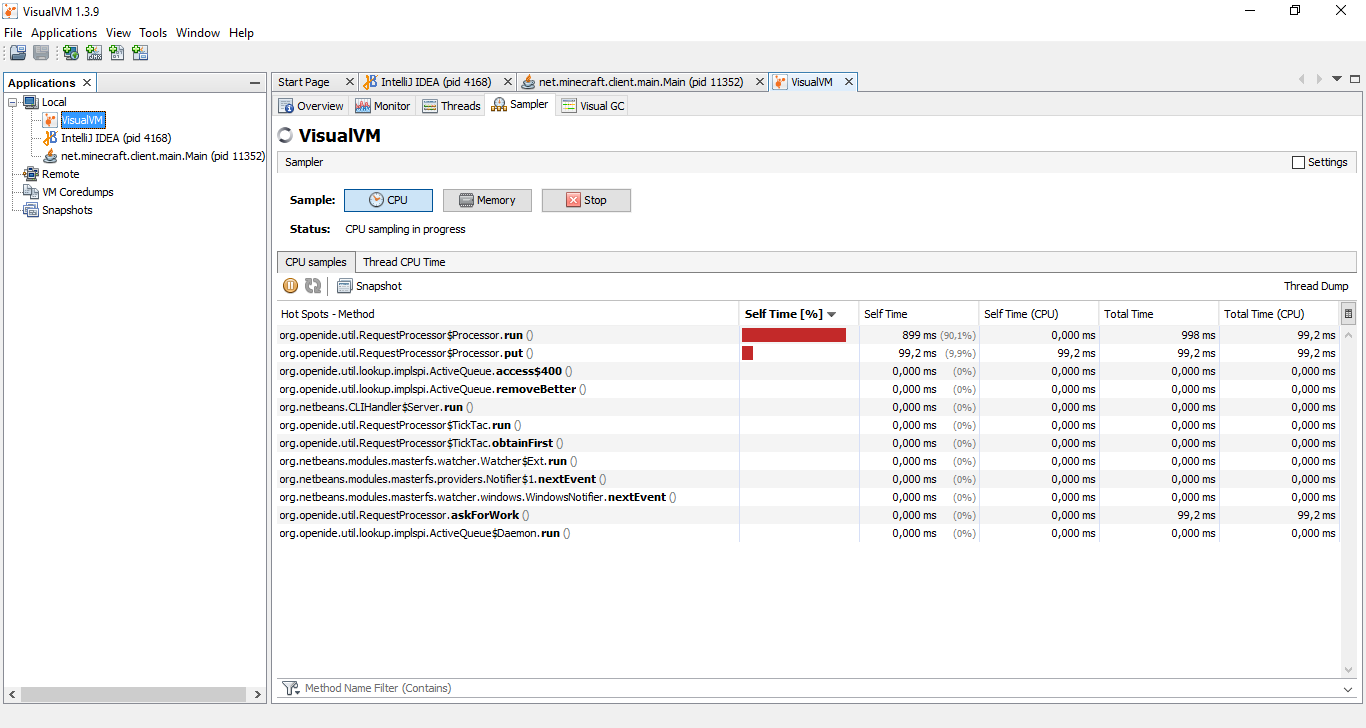 VisualVM 1.3.9
File Applications View Tools Window Help
Applications
Local
VisualVM
IntelliJ IDEA (pid 4168)
net.minecraft.client.main.Main (pid 11352)
Remote
VM Coredumps
Snapshots
Start Page IntelliJ IDEA (pid 4168) net.minecraft.client.main.Main (pid 11352) VisualVM
Overview Monitor Threads Sampler Visual GC
VisualVM
Sampler Settings
Sample: CPU Memory Stop
Status: CPU sampling in progress
CPU samples Thread CPU Time
Snapshot Thread Dump
Hot Spots - Method Self Time [%] Self Time Self Time (CPU) Total Time Total Time (CPU)
org.openide.util.RequestProcessor$Processor.run () 899 ms (90,1%) 0,000 ms 998 ms 99,2 ms
org.openide.util.RequestProcessor$Processor.put () 99,2 ms (9,9%) 99,2 ms 99,2 ms 99,2 ms
org.openide.util.lookup.implspi.ActiveQueue.access$400 () 0,000 ms (0%) 0,000 ms 0,000 ms 0,000 ms
org.openide.util.lookup.implspi.ActiveQueue.removeBetter () 0,000 ms (0%) 0,000 ms 0,000 ms 0,000 ms
org.netbeans.CLIHandler$Server.run () 0,000 ms (0%) 0,000 ms 0,000 ms 0,000 ms
org.openide.util.RequestProcessor$TickTac.run () 0,000 ms (0%) 0,000 ms 0,000 ms 0,000 ms
org.openide.util.RequestProcessor$TickTac.obtainFirst () 0,000 ms (0%) 0,000 ms 0,000 ms 0,000 ms
org.netbeans.modules.masterfs.watcher.Watcher$Ext.run () 0,000 ms (0%) 0,000 ms 0,000 ms 0,000 ms
org.netbeans.modules.masterfs.providers.Notifier$1.nextEvent () 0,000 ms (0%) 0,000 ms 0,000 ms 0,000 ms
org.netbeans.modules.masterfs.watcher.windows.WindowsNotifier.nextEvent () 0,000 ms (0%) 0,000 ms 0,000 ms 0,000 ms
org.openide.util.RequestProcessor.askForWork () 0,000 ms (0%) 0,000 ms 99,2 ms 99,2 ms
org.openide.util.lookup.implspi.ActiveQueue$Daemon.run () 0,000 ms (0%) 0,000 ms 0,000 ms 0,000 ms
Method Name Filter (Contains)